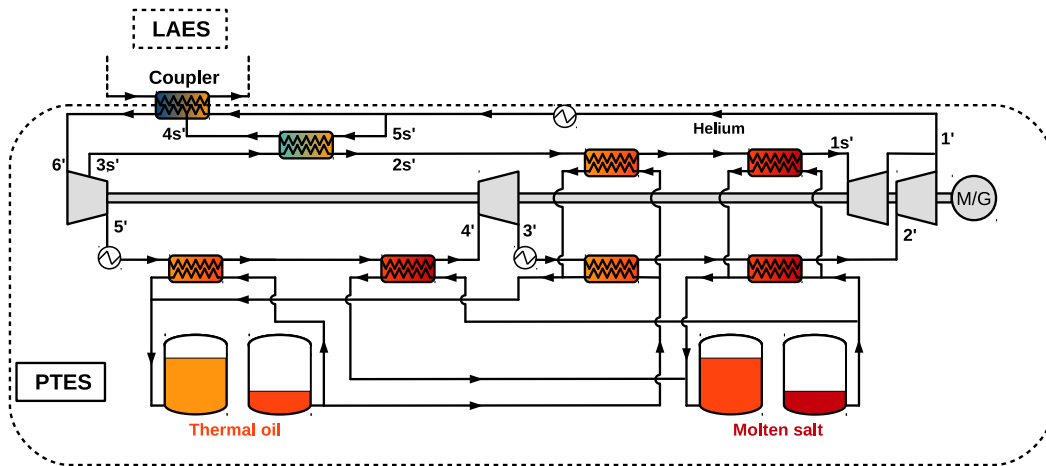 LAES
Coupler
4s'
5s'
Helium
1s'
1'
6'
3s'
2s'
M/G
5'
4'
3'
2'
PTES
Thermal oil
Molten salt